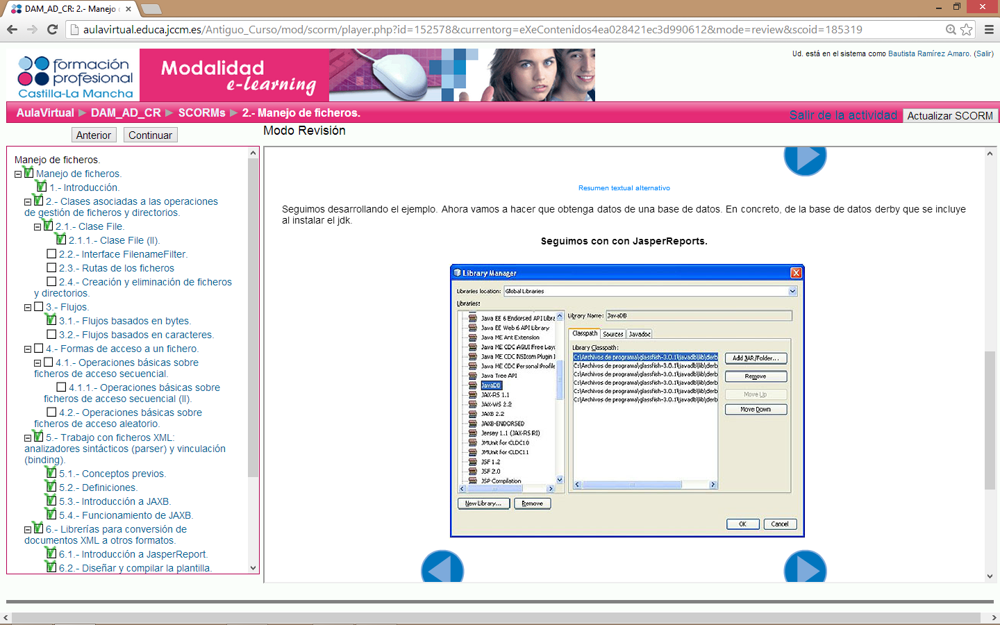 DAM_AD_CR: 2.- Manejo
aulavirtual.educa.jccm.es/Antiguo_Curso/mod/scorm/player.php?id=152578&currentorg=eXeContenidos4ea028421ec3d990612&mode=review&scoid=185319
formación
profesional
Castilla-La Mancha
Modalidad
e-learning
Ud. está en el sistema como Bautista Ramírez Amaro. (Salir)
AulaVirtual ▶ DAM_AD_CR ▶ SCORMs ▶ 2.- Manejo de ficheros.
Salir de la actividad
Actualizar SCORM
Anterior
Continuar
Modo Revisión
Manejo de ficheros.
Manejo de ficheros.
1.- Introducción.
2.- Clases asociadas a las operaciones
de gestión de ficheros y directorios.
2.1.- Clase File.
2.1.1.- Clase File (II).
2.2.- Interface FilenameFilter.
2.3.- Rutas de los ficheros
2.4.- Creación y eliminación de ficheros
y directorios.
3.- Flujos.
3.1.- Flujos basados en bytes.
3.2.- Flujos basados en caracteres.
4.- Formas de acceso a un fichero.
4.1.- Operaciones básicas sobre
ficheros de acceso secuencial.
4.1.1.- Operaciones básicas sobre
ficheros de acceso secuencial (II).
4.2.- Operaciones básicas sobre
ficheros de acceso aleatorio.
5.- Trabajo con ficheros XML:
analizadores sintácticos (parser) y vinculación
(binding).
5.1.- Conceptos previos.
5.2.- Definiciones.
5.3.- Introducción a JAXB.
5.4.- Funcionamiento de JAXB.
6.- Librerías para conversión de
documentos XML a otros formatos.
6.1.- Introducción a JasperReport.
6.2.- Diseñar y compilar la plantilla.
Resumen textual alternativo
Seguimos desarrollando el ejemplo. Ahora vamos a hacer que obtenga datos de una base de datos. En concreto, de la base de datos derby que se incluye
al instalar el jdk.
Seguimos con con JasperReports.
Library Manager
Libraries location: Global Libraries
Libraries:
Java EE 6 Endorsed API Libra
Java EE Web 6 API Library
Java ME Ant Extension
Java ME CDC AGUI Free Lay
Java ME CDC NSIcom Plugin I
Java ME CDC Personal Profile
Java Tree API
JavaDB
JAX-RS 1.1
JAX-WS 2.2
JAXB 2.2
JAXB-ENDORSED
Jersey 1.1 (JAX-RS RI)
JMUnit for CLDC10
JMUnit for CLDC11
JSF 1.2
JSF 2.0
JSP Compilation
Library Name: JavaDB
Classpath
Sources
Javadoc
Library Classpath:
C:\Archivos de programa\glassfish-3.0.1\javadb\lib\derb
C:\Archivos de programa\glassfish-3.0.1\javadb\lib\derb
C:\Archivos de programa\glassfish-3.0.1\javadb\lib\derb
C:\Archivos de programa\glassfish-3.0.1\javadb\lib\derb
C:\Archivos de programa\glassfish-3.0.1\javadb\lib\derb
C:\Archivos de programa\glassfish-3.0.1\javadb\lib\derb
Add JAR/Folder...
Remove
Move Up
Move Down
New Library...
Remove
OK
Cancel